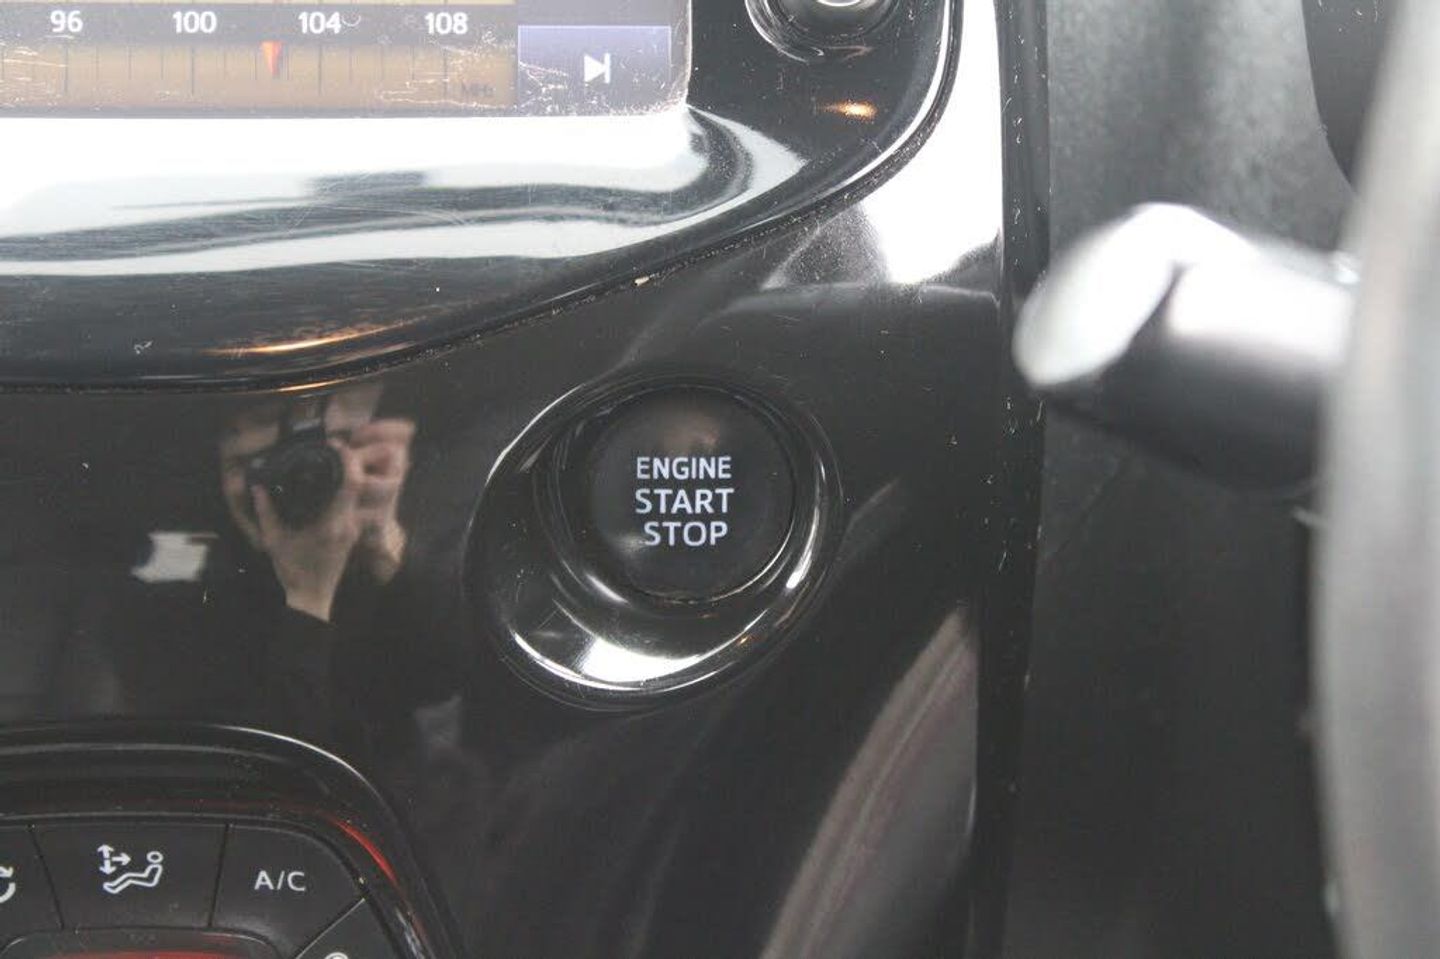 96 100 104 108
MHz
ENGINE
START
STOP
A/C